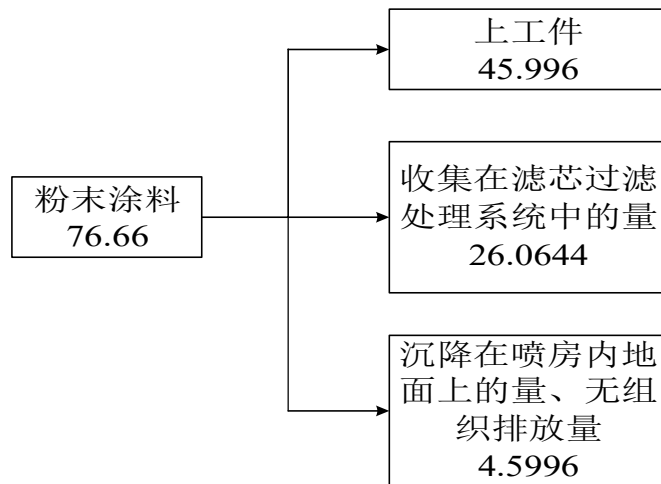 上工件
45.996
粉末涂料
76.66
收集在滤芯过滤
处理系统中的量
26.0644
沉降在喷房内地
面上的量、无组
织排放量
4.5996